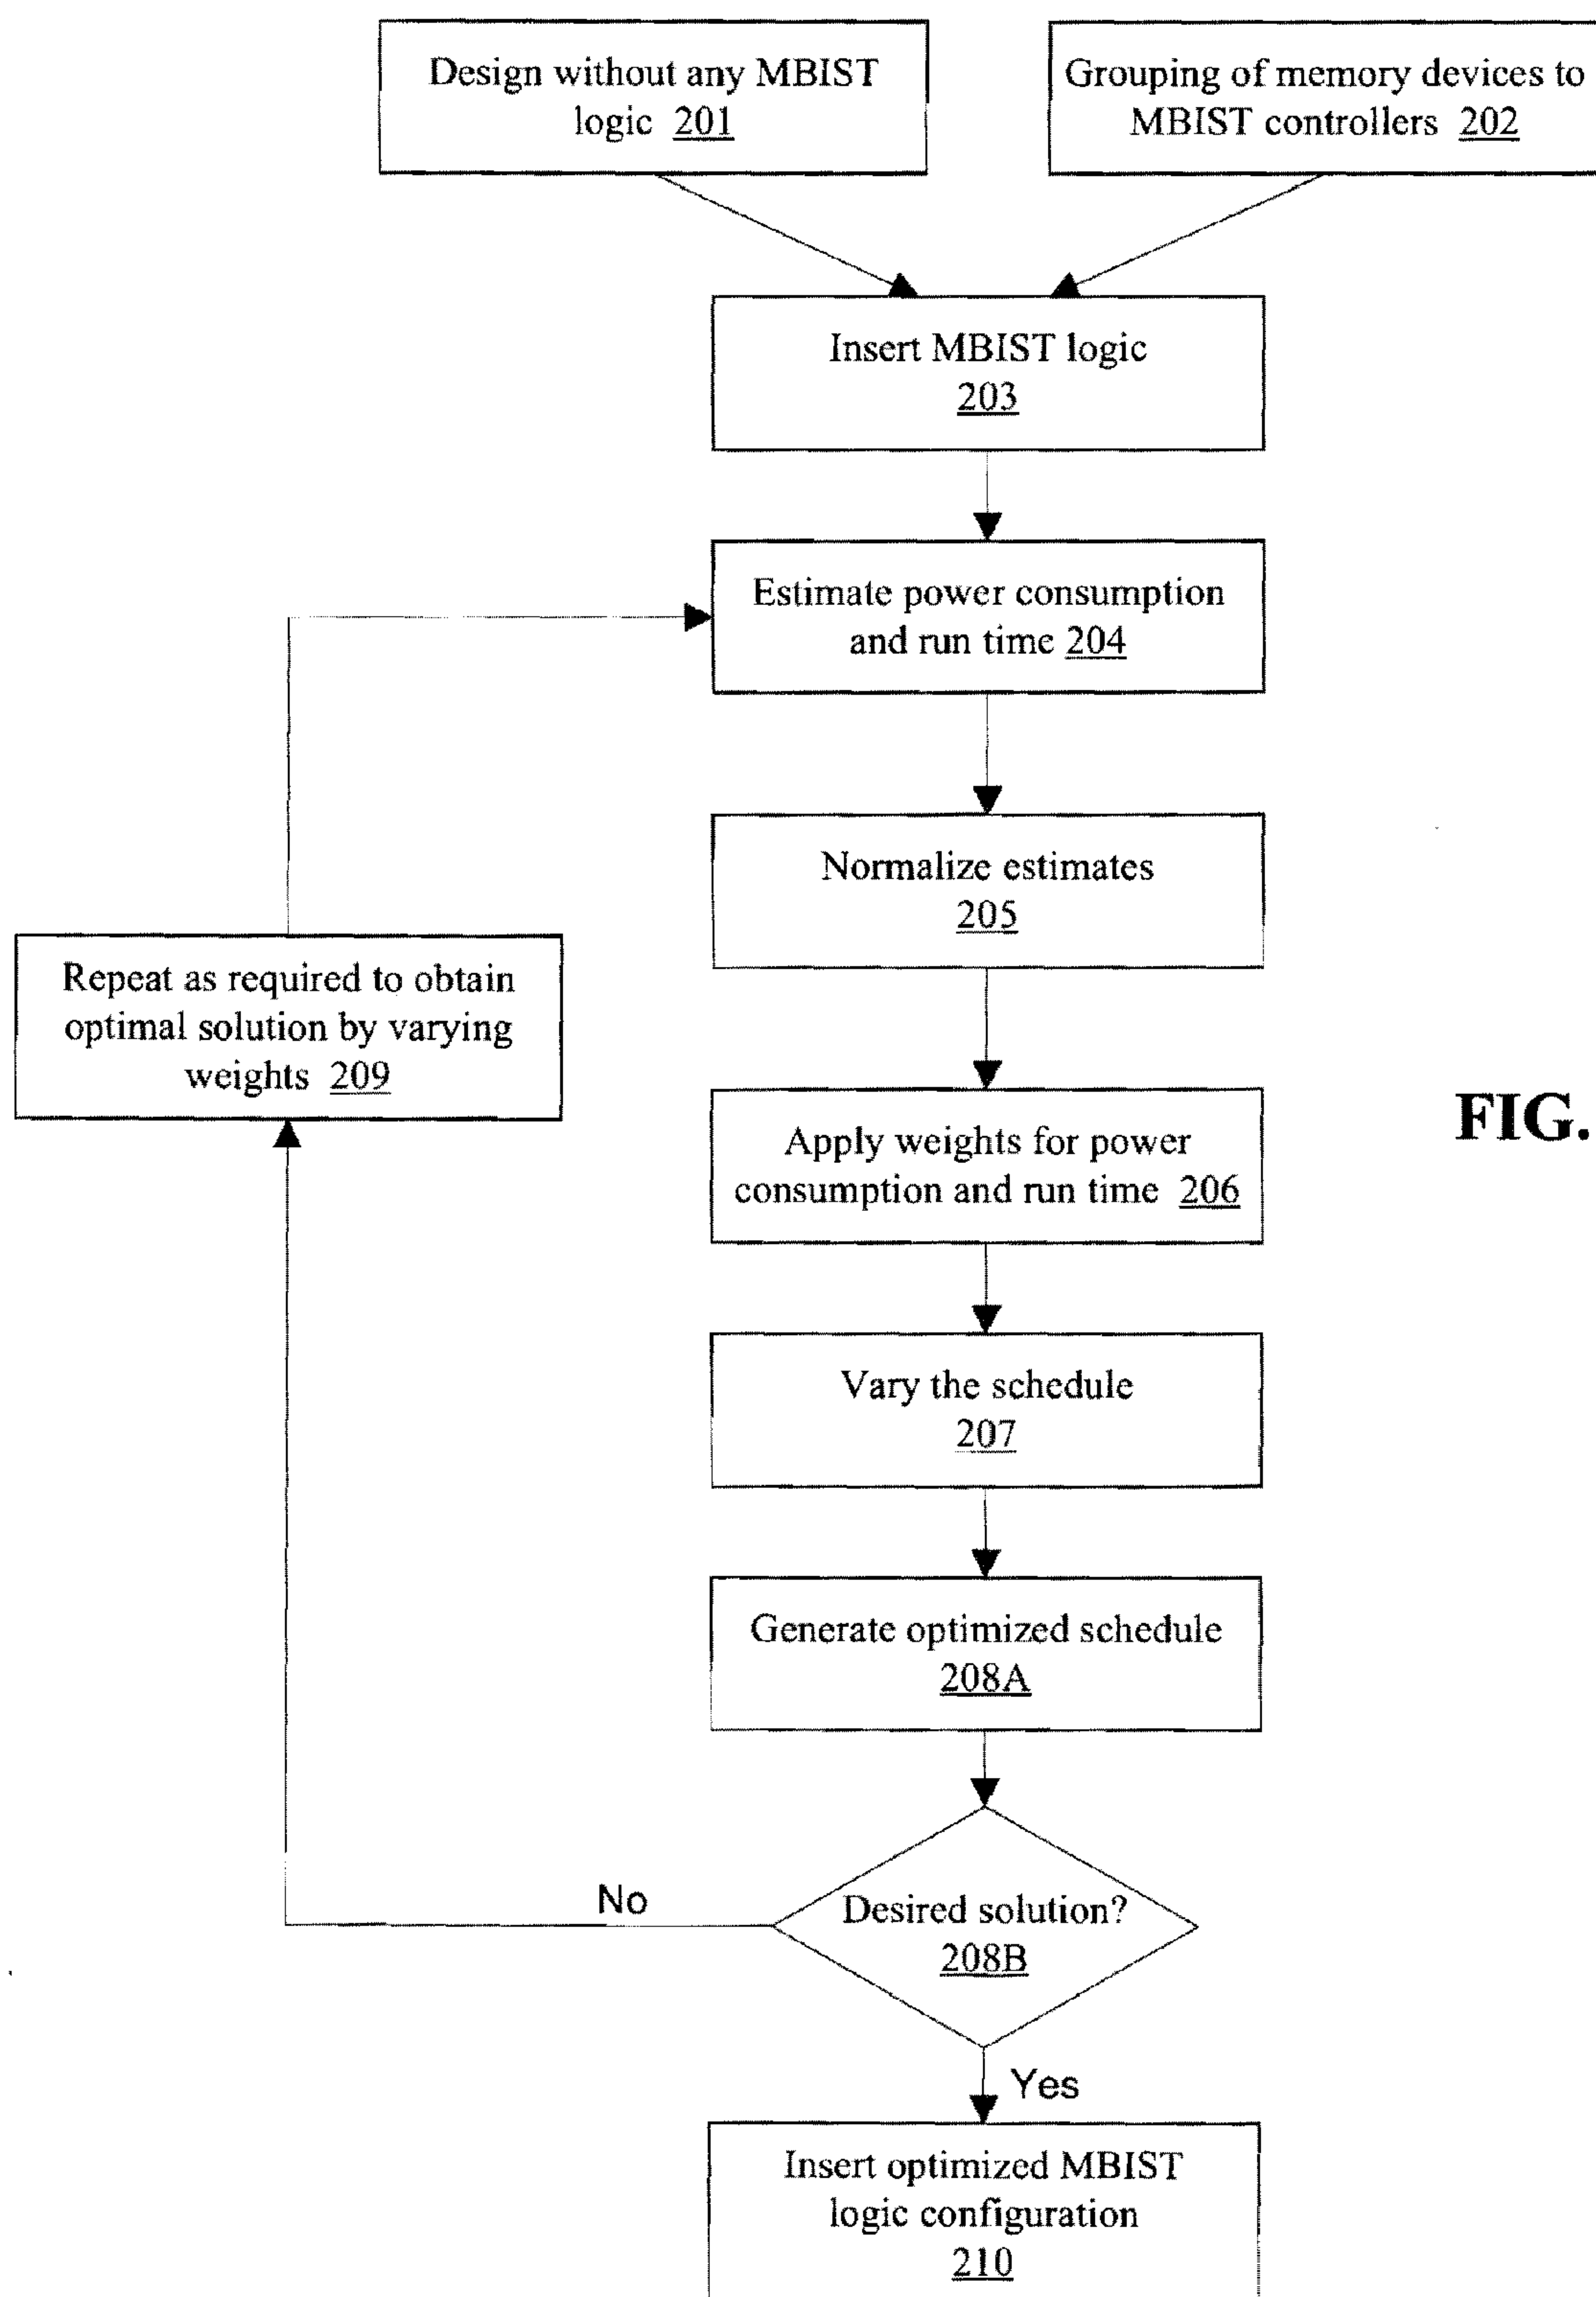 Design without any MBIST
logic 201
Grouping of memory devices to
MBIST controllers 202
Insert MBIST logic
203
Estimate power consumption
and run time 204
Normalize estimates
205
Repeat as required to obtain
optimal solution by varying
weights 209
FIG.
Apply weights for power
consumption and run time 206
Vary the schedule
207
Generate optimized schedule
208A
No
Desired solution?
208B
Yes
Insert optimized MBIST
logic configuration
210